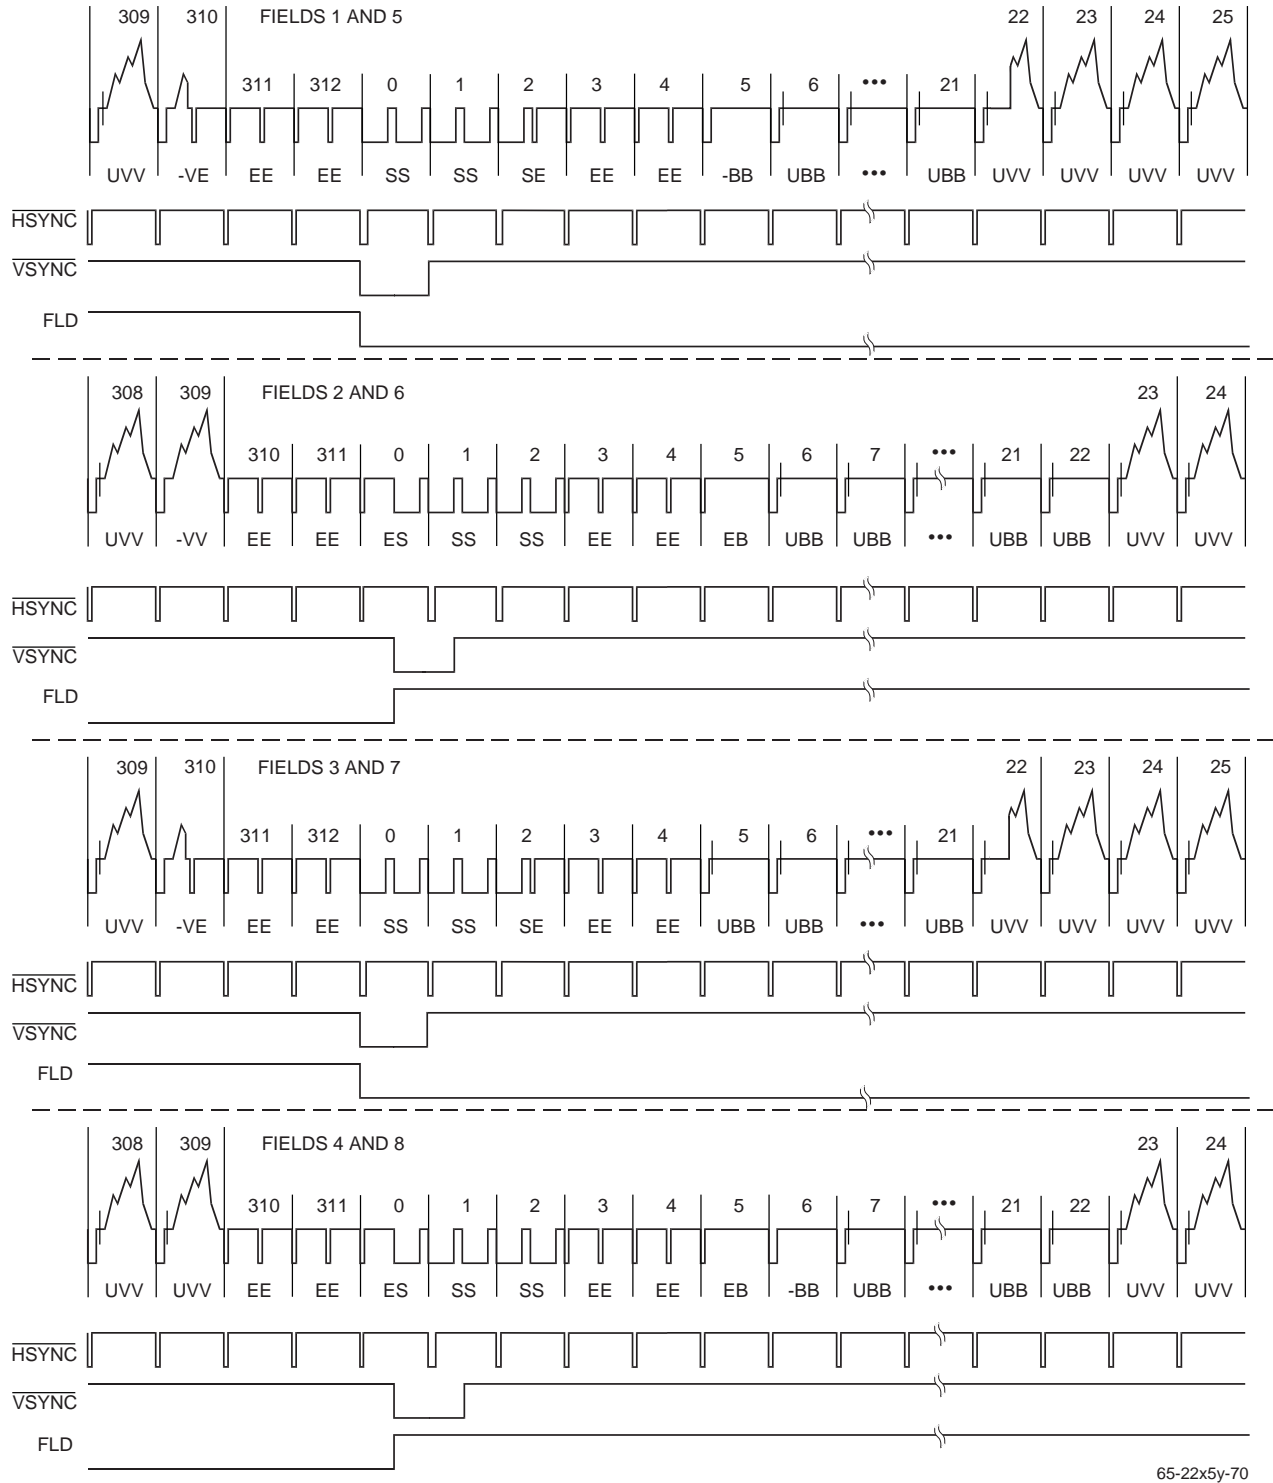 309 310 FIELDS 1 AND 5 22 23 24 25
311 312 0 1 2 3 4 5 6 ••• 21
UVV -VE EE EE SS SS SE EE EE -BB UBB ••• UBB UVV UVV UVV UVV
HSYNC
VSYNC
FLD
308 309 FIELDS 2 AND 6 23 24
310 311 0 1 2 3 4 5 6 7 ••• 21 22
UVV -VV EE EE ES SS SS EE EE EB UBB UBB ••• UBB UBB UVV UVV
HSYNC
VSYNC
FLD
309 310 FIELDS 3 AND 7 22 23 24 25
311 312 0 1 2 3 4 5 6 ••• 21
UVV -VE EE EE SS SS SE EE EE UBB UBB ••• UBB UVV UVV UVV UVV
HSYNC
VSYNC
FLD
308 309 FIELDS 4 AND 8 23 24
310 311 0 1 2 3 4 5 6 7 ••• 21 22
UVV UVV EE EE ES SS SS EE EE EB -BB UBB ••• UBB UBB UVV UVV
HSYNC
VSYNC
FLD
65-22x5y-70